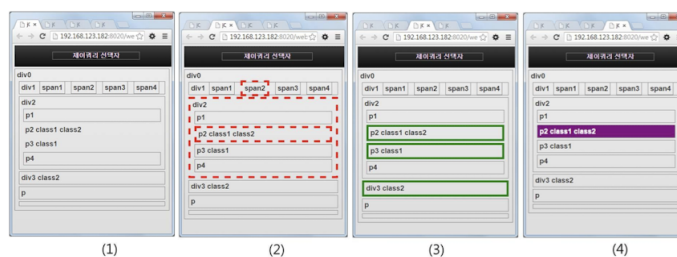 192.168.123.182:8020/we
제이쿼리 선택자
div0
div1 span1 span2 span3 span4
div2
p1
p2 class1 class2
p3 class1
p4
div3 class2
p
(1)
192.168.123.182:8020/web
제이쿼리 선택자
div0
div1 span1 span2 span3 span4
div2
p1
p2 class1 class2
p3 class1
p4
div3 class2
p
(2)
192.168.123.182:8020/we
제이쿼리 선택자
div0
div1 span1 span2 span3 span4
div2
p1
p2 class1 class2
p3 class1
p4
div3 class2
p
(3)
192.168.123.182:8020/we
제이쿼리 선택자
div0
div1 span1 span2 span3 span4
div2
p1
p2 class1 class2
p3 class1
p4
div3 class2
p
(4)